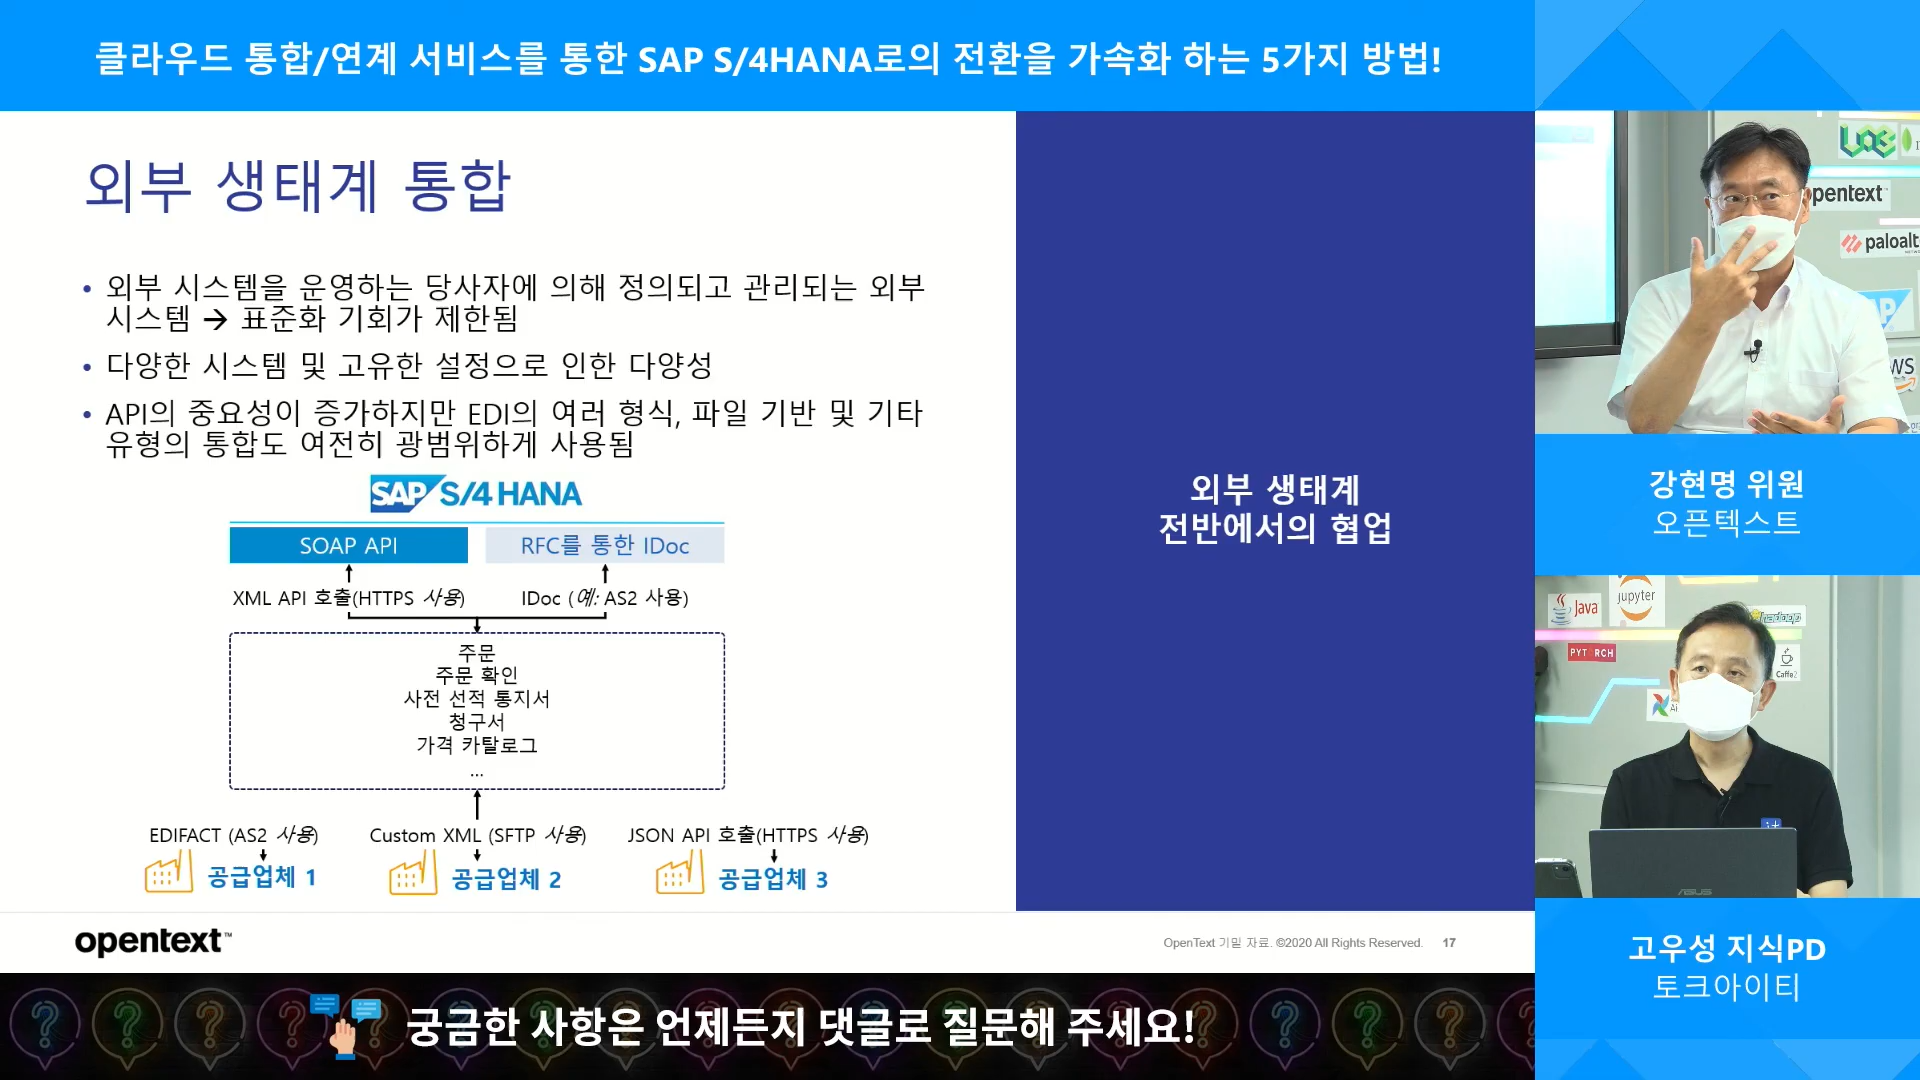 클라우드 통합/연계 서비스를 통한 SAP S/4HANA로의 전환을 가속화 하는 5가지 방법!
외부 생태계 통합
• 외부 시스템을 운영하는 당사자에 의해 정의되고 관리되는 외부
시스템 → 표준화 기회가 제한됨
• 다양한 시스템 및 고유한 설정으로 인한 다양성
• API의 중요성이 증가하지만 EDI의 여러 형식, 파일 기반 및 기타
유형의 통합도 여전히 광범위하게 사용됨
SAP S/4 HANA
SOAP API
RFC를 통한 IDoc
XML API 호출(HTTPS 사용)
IDoc (예: AS2 사용)
주문
주문 확인
사전 선적 통지서
청구서
가격 카탈로그
...
EDIFACT (AS2 사용)
Custom XML (SFTP 사용)
JSON API 호출(HTTPS 사용)
공급업체 1
공급업체 2
공급업체 3
외부 생태계
전반에서의 협업
opentext™
OpenText 기밀 자료. ©2020 All Rights Reserved.
17
궁금한 사항은 언제든지 댓글로 질문해 주세요!
pentext
paloalt
강현명 위원
오픈텍스트
Java
jupyter
hadoop
PYT RCH
Caffe2
Ai
ASUS
고우성 지식PD
토크아이티